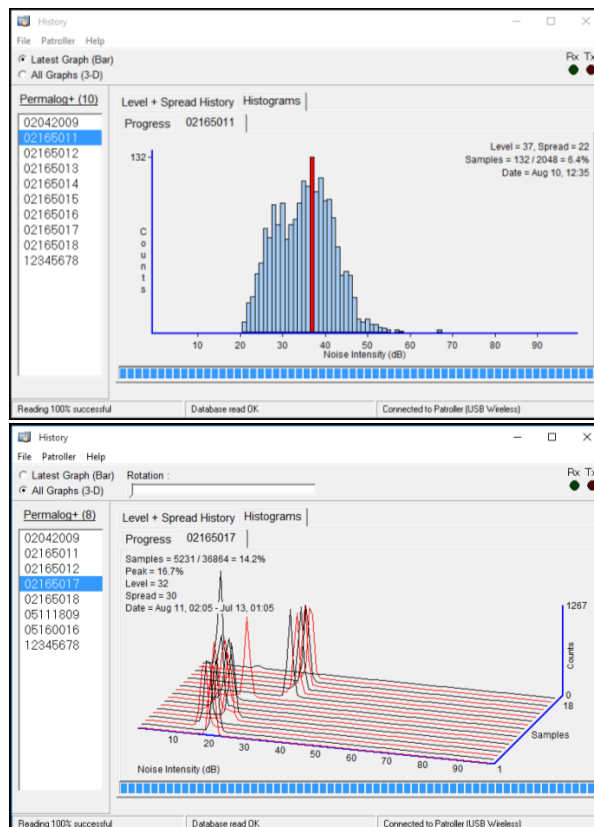 History
File Patroller Help
Latest Graph (Bar)
All Graphs (3-D)
Rx Tx
Permalog+ (10)
02042009
02165011
02165012
02165013
02165014
02165015
02165016
02165017
02165018
12345678
Level + Spread History Histograms
Progress 02165011
Level = 37, Spread = 22
Samples = 132 / 2048 = 6.4%
Date = Aug 10, 12:35
132
Counts
10 20 30 40 50 60 70 80 90
Noise Intensity (dB)
Reading 100% successful Database read OK Connected to Patroller (USB Wireless)
History
File Patroller Help
Latest Graph (Bar) Rotation :
All Graphs (3-D)
Rx Tx
Permalog+ (8)
02042009
02165011
02165012
02165017
02165018
05111809
05160016
12345678
Level + Spread History Histograms
Progress 02165017
Samples = 5231 / 36864 = 14.2%
Peak = 16.7%
Level = 32
Spread = 30
Date = Aug 11, 02:05 - Jul 13, 01:05
1267
Counts
0
18
Samples
1
10 20 30 40 50 60 70 80 90
Noise Intensity (dB)
Reading 100% successful Database read OK Connected to Patroller (USB Wireless)